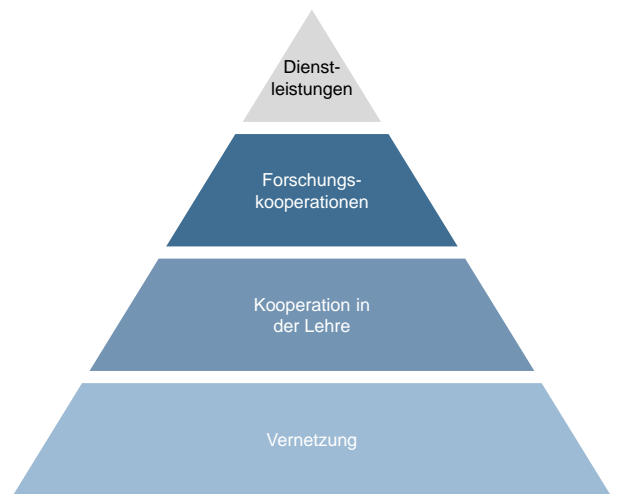 Dienst-
leistungen
Forschungs-
kooperationen
Kooperation in
der Lehre
Vernetzung